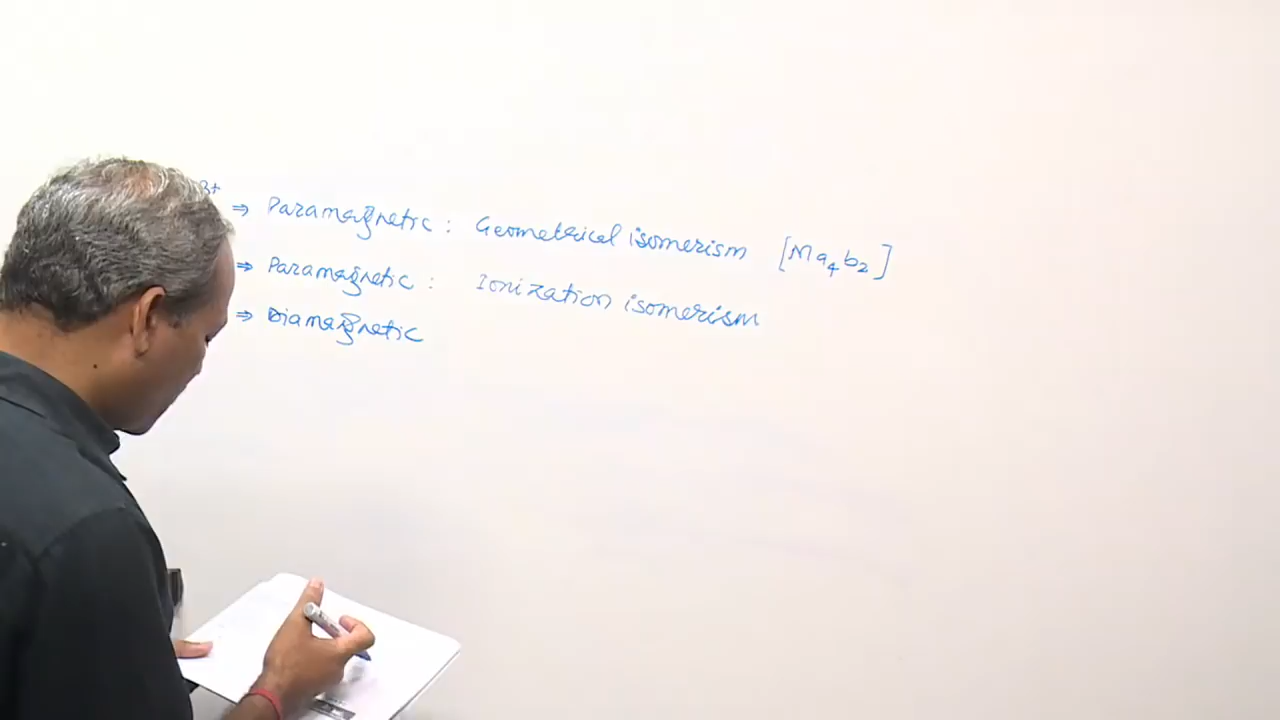 3+ ⇒ Paramagnetic : Geometrical isomerism [Ma₄b₂]
⇒ Paramagnetic : Ionization isomerism
⇒ Diamagnetic